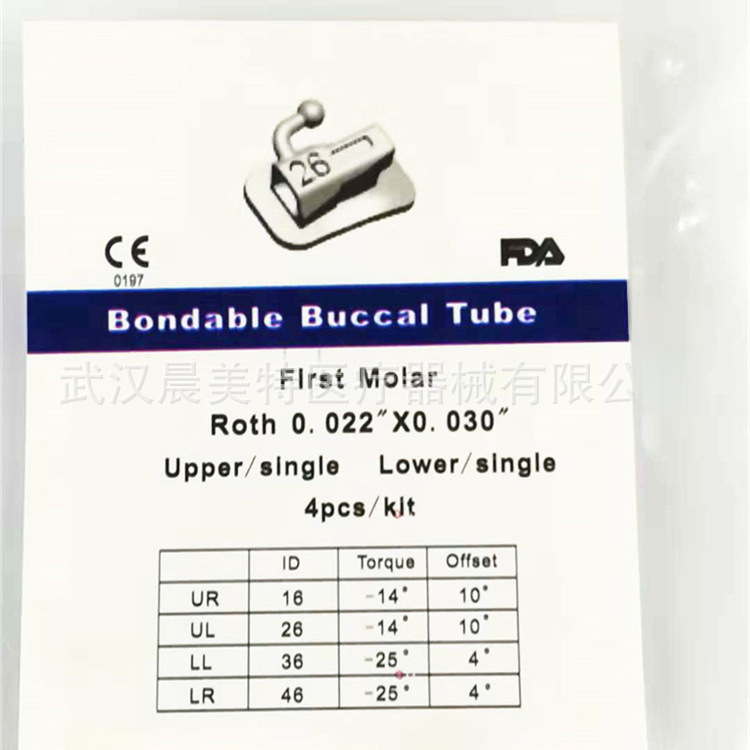 26
CE
0197
FDA
Bondable Buccal Tube
First Molar
武汉晨美特医疗器械有限公
Roth 0.022"X0.030"
Upper/single Lower/single
4pcs/kit
ID Torque Offset
UR 16 -14° 10°
UL 26 -14° 10°
LL 36 -25° 4°
LR 46 -25° 4°